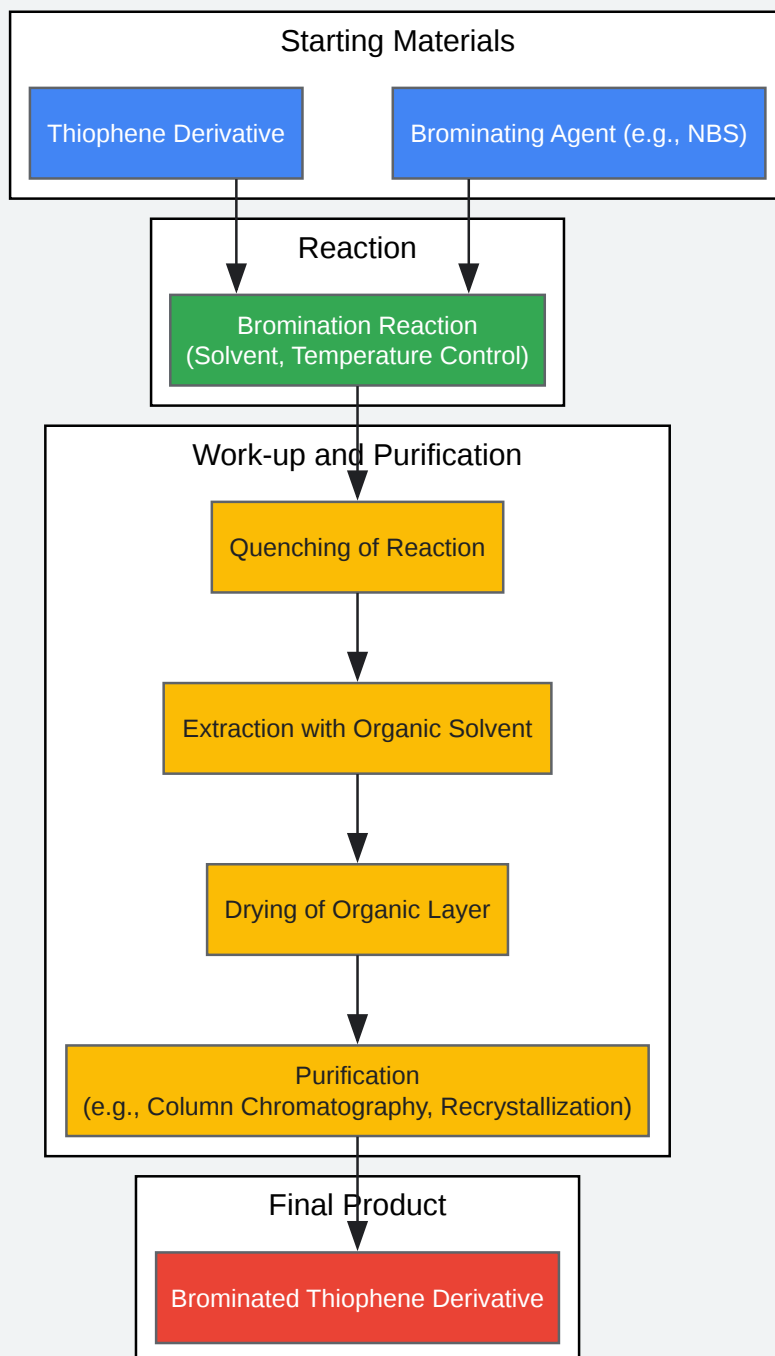 Starting Materials
Thiophene Derivative
Brominating Agent (e.g., NBS)
Reaction
Bromination Reaction
(Solvent, Temperature Control)
Work-up and Purification
Quenching of Reaction
Extraction with Organic Solvent
Drying of Organic Layer
Purification
(e.g., Column Chromatography, Recrystallization)
Final Product
Brominated Thiophene Derivative